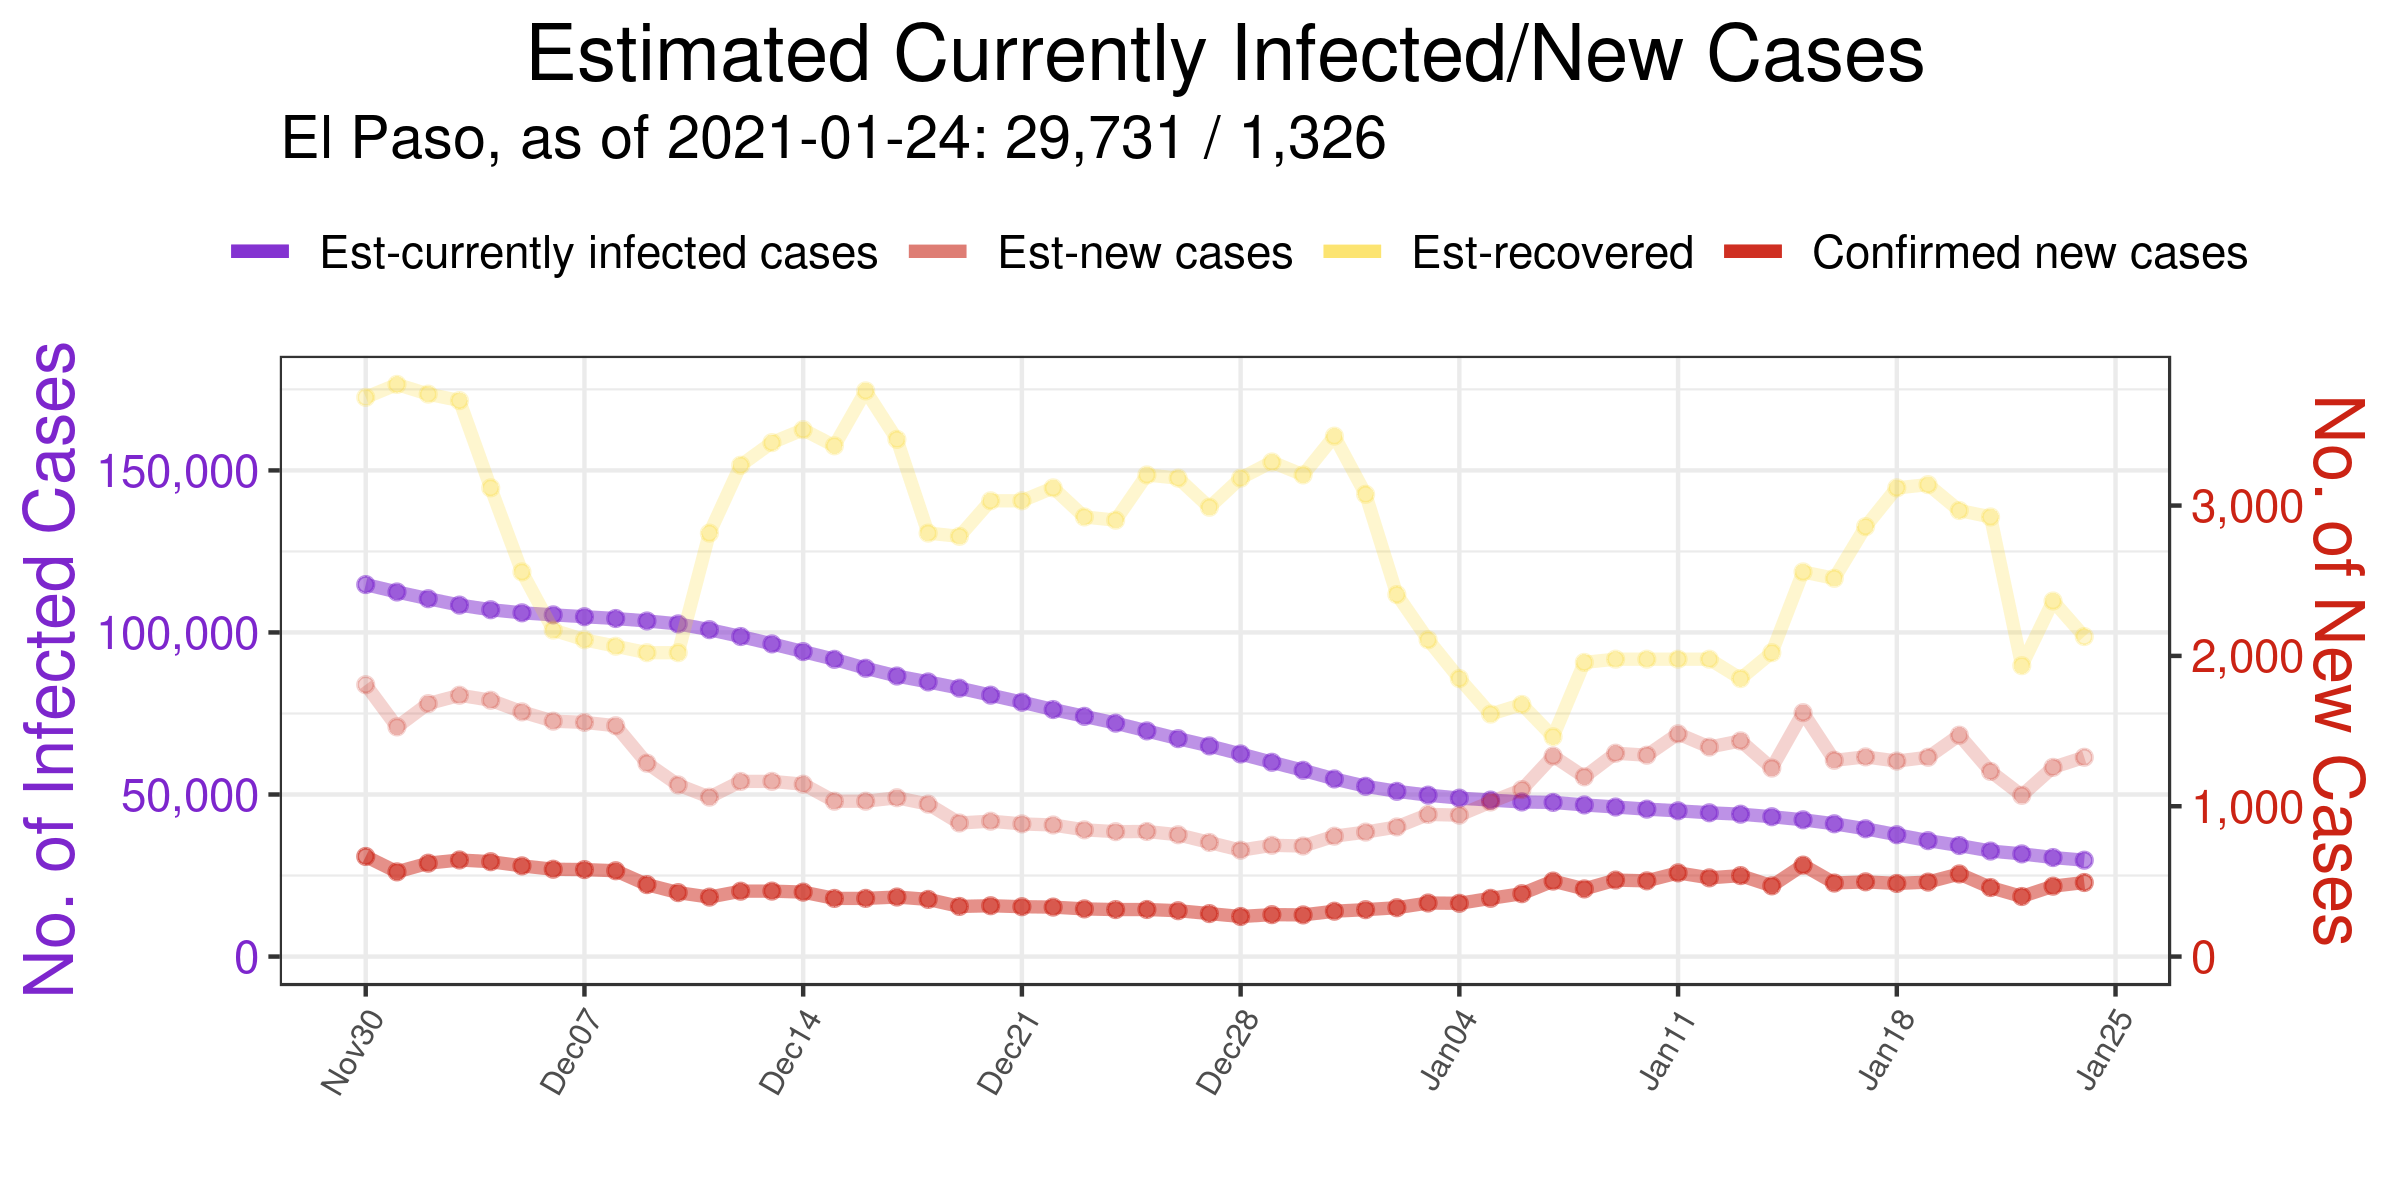 Estimated Currently Infected/New Cases
El Paso, as of 2021-01-24: 29,731 / 1,326
Est-currently infected cases Est-new cases Est-recovered Confirmed new cases
No. of Infected Cases
150,000
100,000
50,000
0
3,000
2,000
1,000
0
No. of New Cases
Nov30 Dec07 Dec14 Dec21 Dec28 Jan04 Jan11 Jan18 Jan25